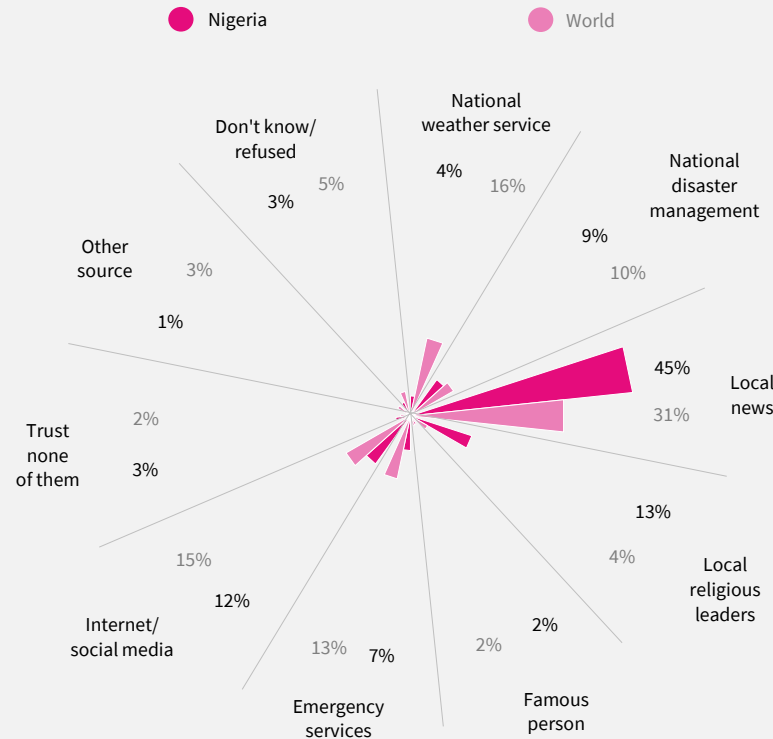 Nigeria
World
National
weather service
4%
16%
National
disaster
management
9%
10%
45%
Local
news
31%
13%
4%
Local
religious
leaders
2%
2%
Famous
person
13%
7%
Emergency
services
15%
12%
Internet/
social media
2%
Trust
none
of them
3%
Other
source
3%
1%
Don't know/
refused
5%
3%